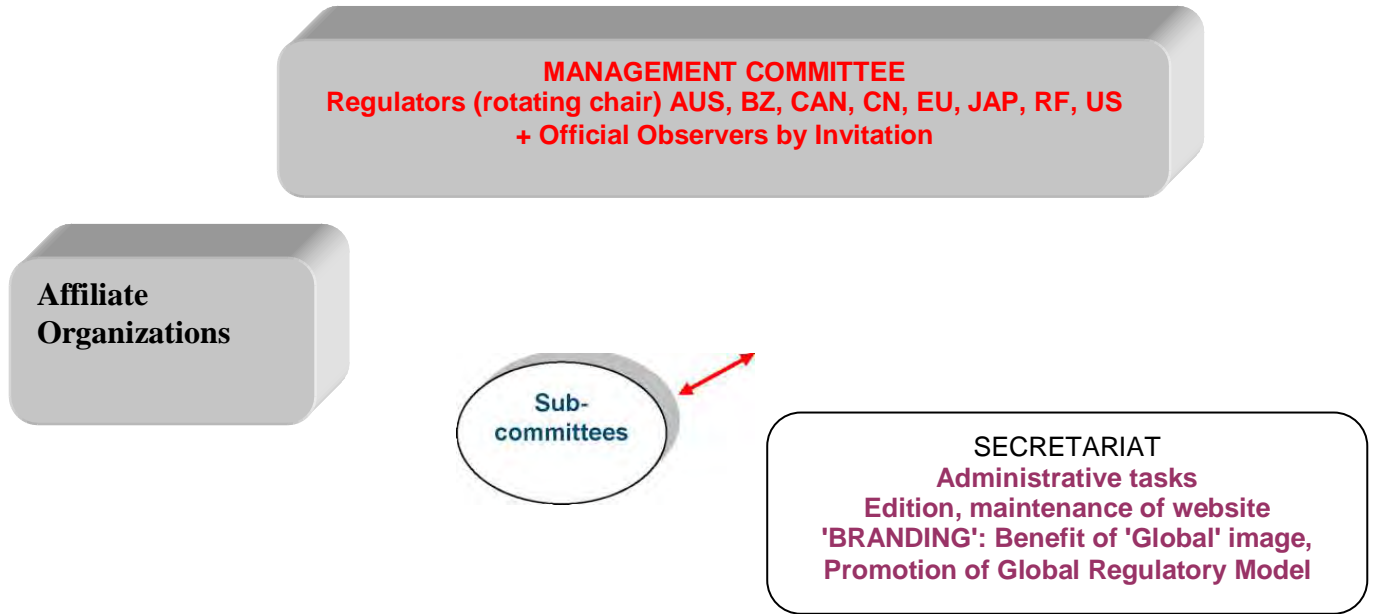 MANAGEMENT COMMITTEE
Regulators (rotating chair) AUS, BZ, CAN, CN, EU, JAP, RF, US
+ Official Observers by Invitation
Affiliate
Organizations
Sub-
committees
SECRETARIAT
Administrative tasks
Edition, maintenance of website
'BRANDING': Benefit of 'Global' image,
Promotion of Global Regulatory Model